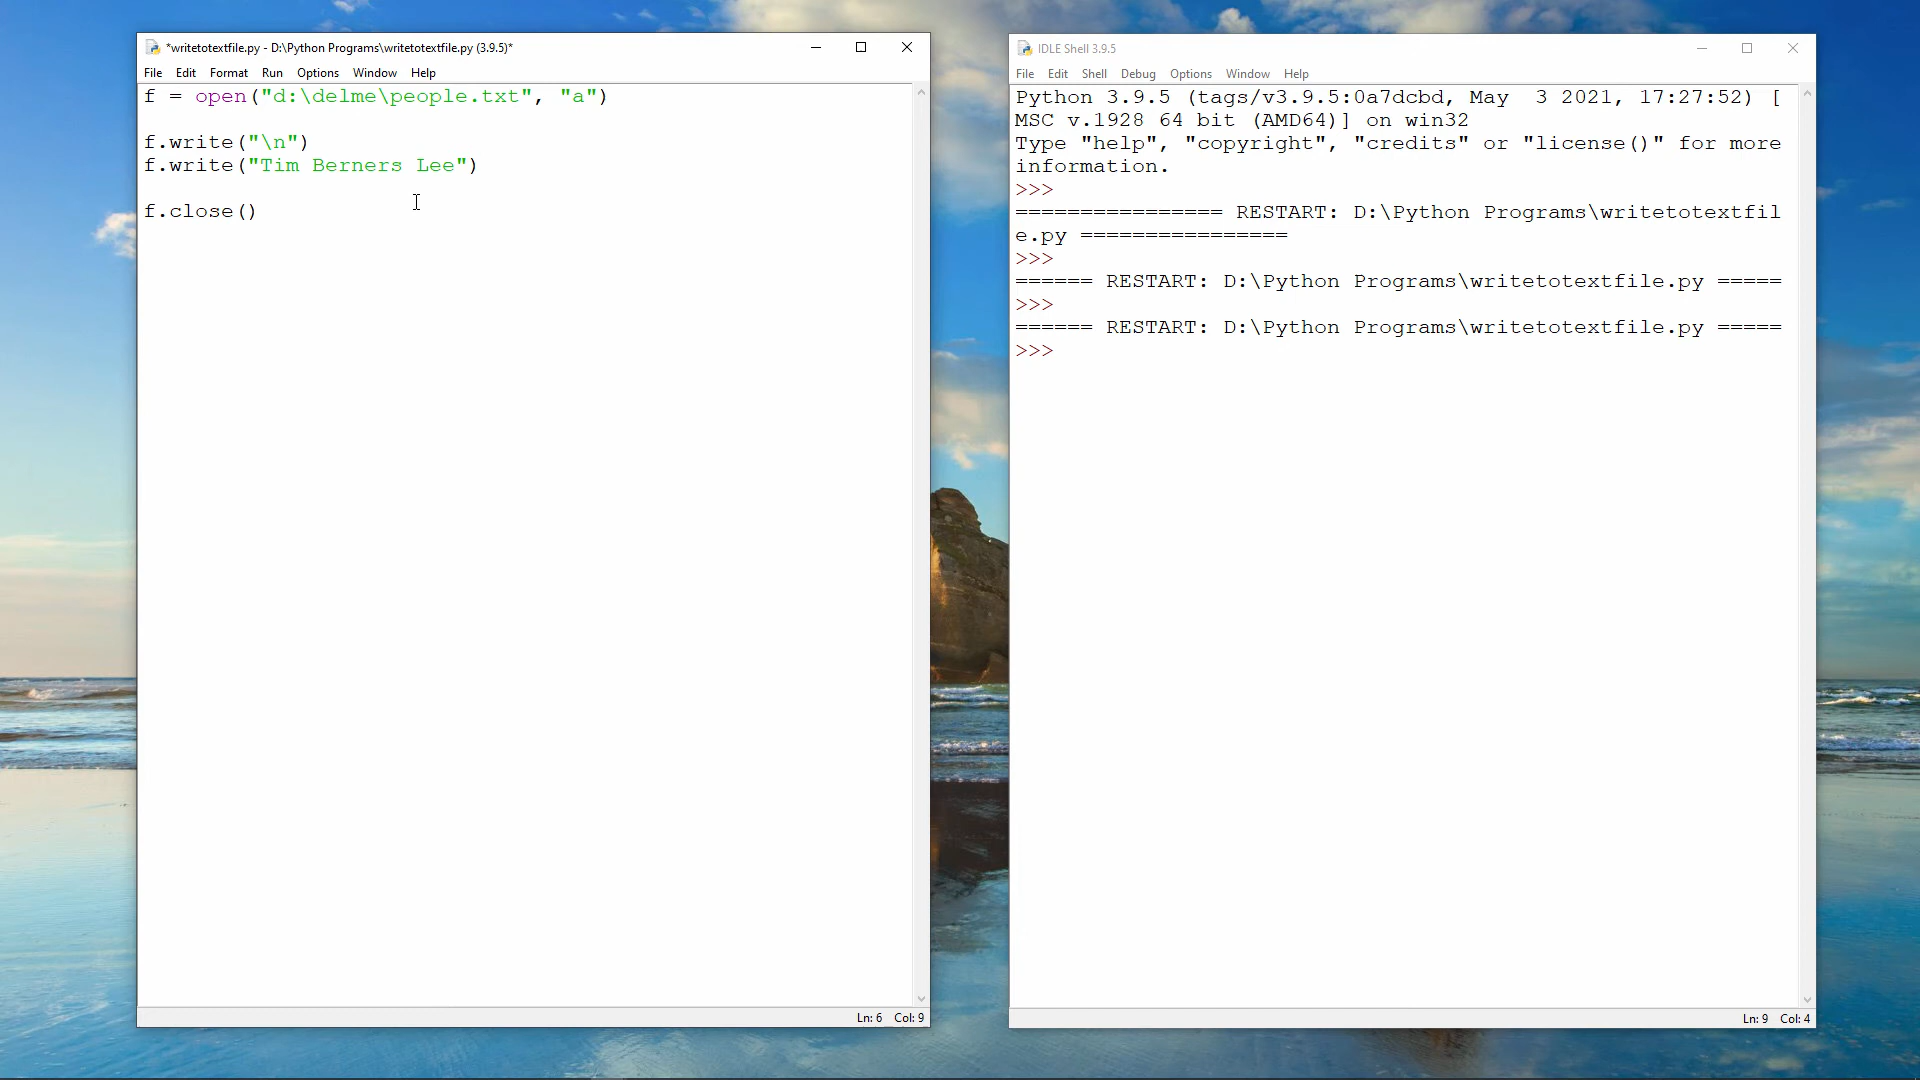 *writetotextfile.py - D:\Python Programs\writetotextfile.py (3.9.5)*
File Edit Format Run Options Window Help
f = open("d:\delme\people.txt", "a")
f.write("\n")
f.write("Tim Berners Lee")
f.close()
Ln: 6 Col: 9
IDLE Shell 3.9.5
File Edit Shell Debug Options Window Help
Python 3.9.5 (tags/v3.9.5:0a7dcbd, May  3 2021, 17:27:52) [
MSC v.1928 64 bit (AMD64)] on win32
Type "help", "copyright", "credits" or "license()" for more
information.
>>>
================ RESTART: D:\Python Programs\writetotextfil
e.py ================
>>>
====== RESTART: D:\Python Programs\writetotextfile.py =====
>>>
====== RESTART: D:\Python Programs\writetotextfile.py =====
>>>
Ln: 9 Col: 4